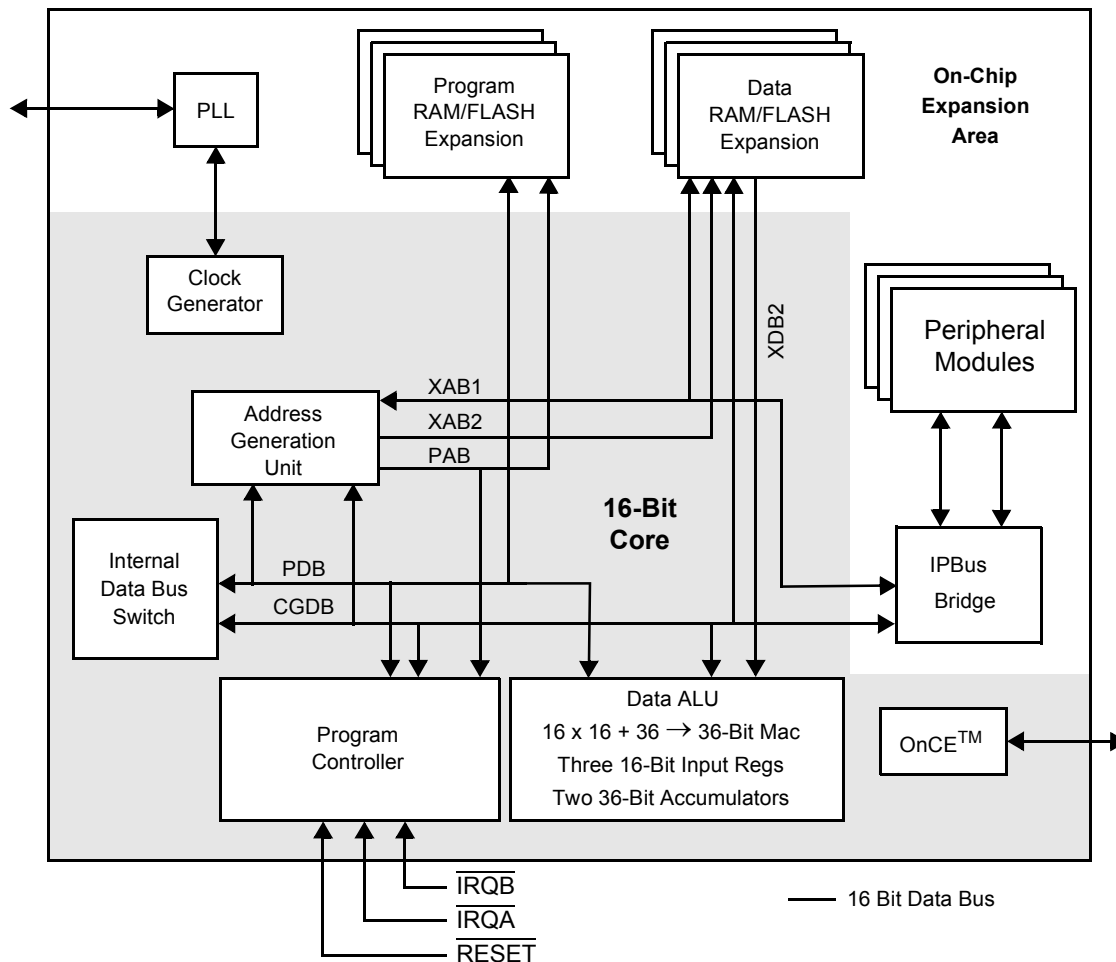 Program
RAM/FLASH
Expansion
Data
RAM/FLASH
Expansion
On-Chip
Expansion
Area
PLL
Clock
Generator
XDB2
Peripheral
Modules
Address
Generation
Unit
XAB1
XAB2
PAB
16-Bit
Core
Internal
Data Bus
Switch
PDB
CGDB
IPBus
Bridge
Program
Controller
Data ALU
16 x 16 + 36 → 36-Bit Mac
Three 16-Bit Input Regs
Two 36-Bit Accumulators
OnCE™
I̅R̅Q̅B̅
I̅R̅Q̅A̅
R̅E̅S̅E̅T̅
16 Bit Data Bus